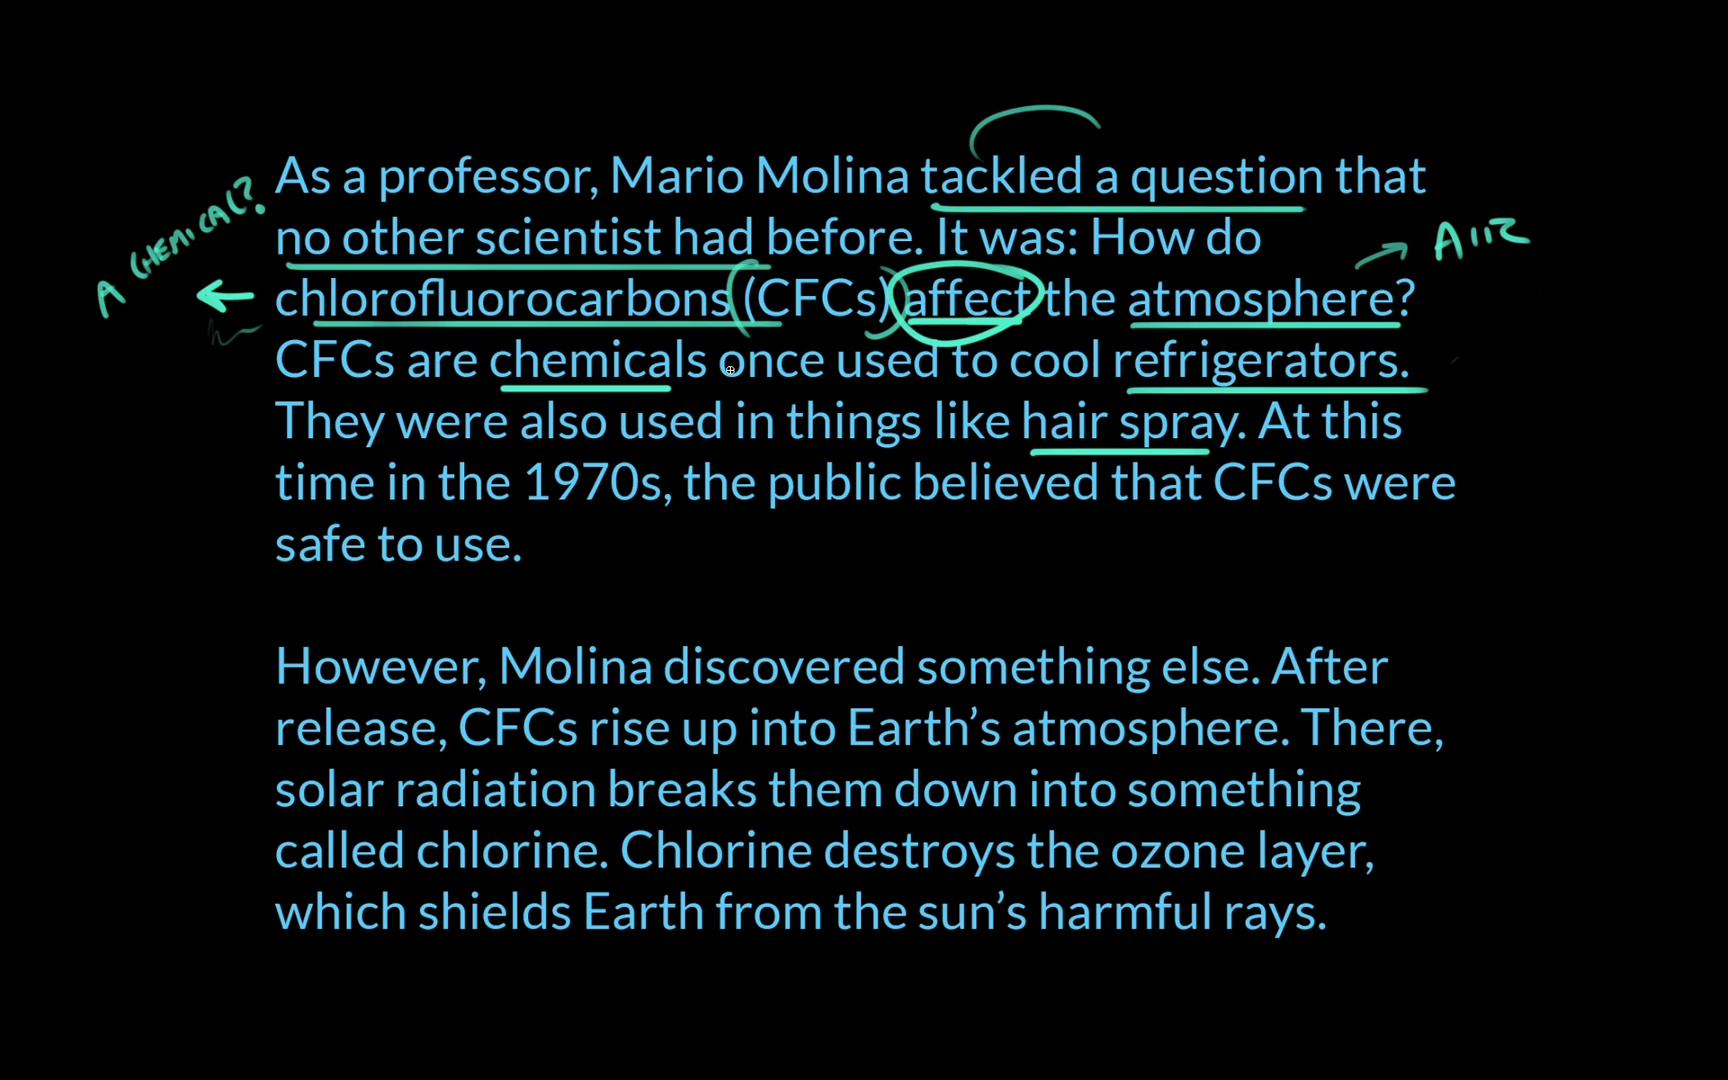 As a professor, Mario Molina tackled a question that
no other scientist had before. It was: How do
chlorofluorocarbons (CFCs) affect the atmosphere?
CFCs are chemicals once used to cool refrigerators.
They were also used in things like hair spray. At this
time in the 1970s, the public believed that CFCs were
safe to use.
However, Molina discovered something else. After
release, CFCs rise up into Earth’s atmosphere. There,
solar radiation breaks them down into something
called chlorine. Chlorine destroys the ozone layer,
which shields Earth from the sun’s harmful rays.
A CHEMICAL?
AIR